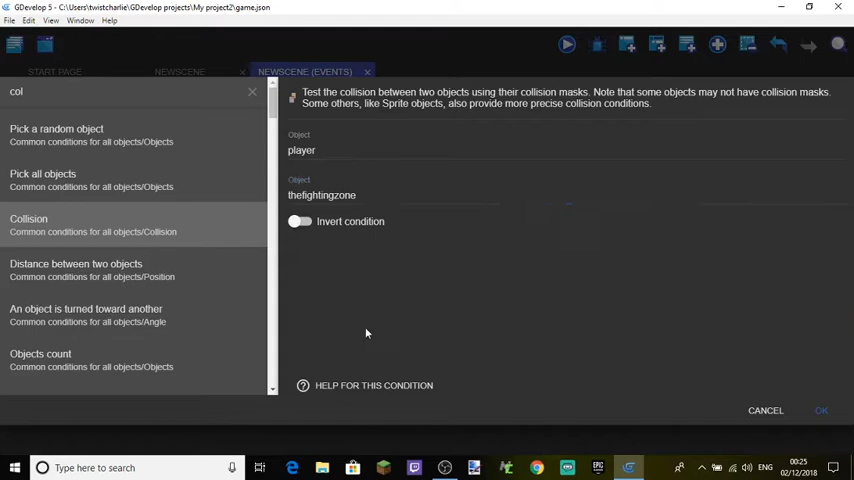 GDevelop 5 - C:\Users\twistcharlie\GDevelop projects\My project2\game.json
File Edit View Window Help
START PAGE
NEWSCENE
NEWSCENE (EVENTS)
col
Pick a random object
Common conditions for all objects/Objects
Pick all objects
Common conditions for all objects/Objects
Collision
Common conditions for all objects/Collision
Distance between two objects
Common conditions for all objects/Position
An object is turned toward another
Common conditions for all objects/Angle
Objects count
Common conditions for all objects/Objects
Test the collision between two objects using their collision masks. Note that some objects may not have collision masks.
Some others, like Sprite objects, also provide more precise collision conditions.
Object
player
Object
thefightingzone
Invert condition
HELP FOR THIS CONDITION
CANCEL
OK
Type here to search
EPIC
ENG
00:25
02/12/2018